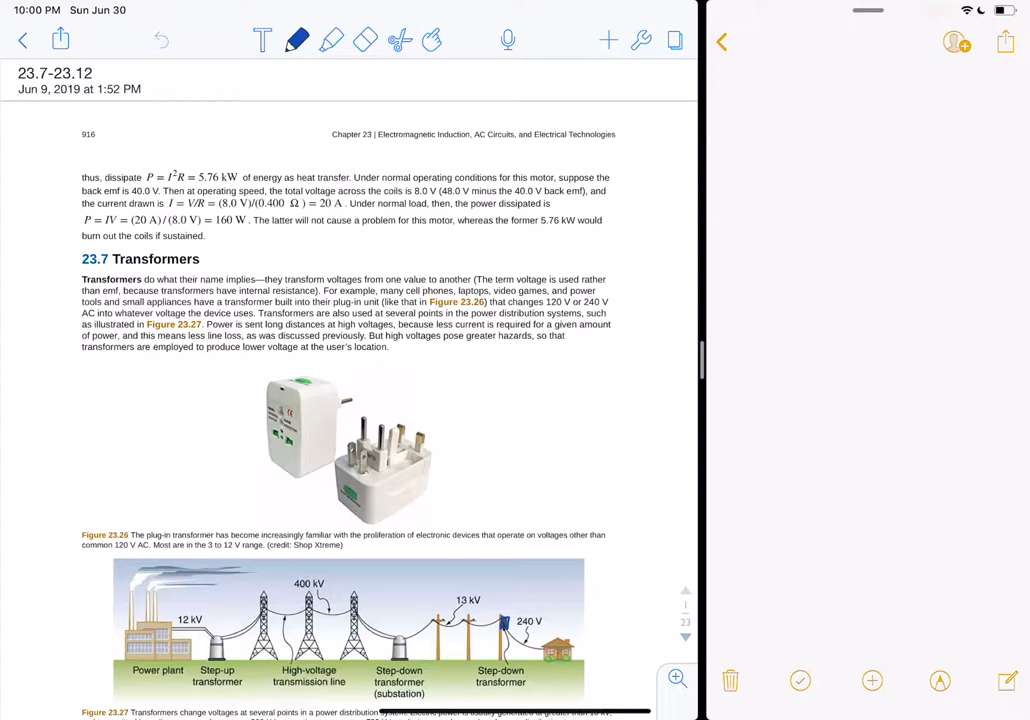 10:00 PM Sun Jun 30
23.7-23.12
Jun 9, 2019 at 1:52 PM
916
Chapter 23 | Electromagnetic Induction, AC Circuits, and Electrical Technologies
thus, dissipate P = I²R = 5.76 kW of energy as heat transfer. Under normal operating conditions for this motor, suppose the
back emf is 40.0 V. Then at operating speed, the total voltage across the coils is 8.0 V (48.0 V minus the 40.0 V back emf), and
the current drawn is I = V/R = (8.0 V)/(0.400 Ω ) = 20 A . Under normal load, then, the power dissipated is
P = IV = (20 A) / (8.0 V) = 160 W . The latter will not cause a problem for this motor, whereas the former 5.76 kW would
burn out the coils if sustained.
23.7 Transformers
Transformers do what their name implies—they transform voltages from one value to another (The term voltage is used rather
than emf, because transformers have internal resistance). For example, many cell phones, laptops, video games, and power
tools and small appliances have a transformer built into their plug-in unit (like that in Figure 23.26) that changes 120 V or 240 V
AC into whatever voltage the device uses. Transformers are also used at several points in the power distribution systems, such
as illustrated in Figure 23.27. Power is sent long distances at high voltages, because less current is required for a given amount
of power, and this means less line loss, as was discussed previously. But high voltages pose greater hazards, so that
transformers are employed to produce lower voltage at the user's location.
Figure 23.26 The plug-in transformer has become increasingly familiar with the proliferation of electronic devices that operate on voltages other than
common 120 V AC. Most are in the 3 to 12 V range. (credit: Shop Xtreme)
400 kV
13 kV
12 kV
240 V
Power plant
Step-up
transformer
High-voltage
transmission line
Step-down
transformer
(substation)
Step-down
transformer
1
23
Figure 23.27 Transformers change voltages at several points in a power distribution